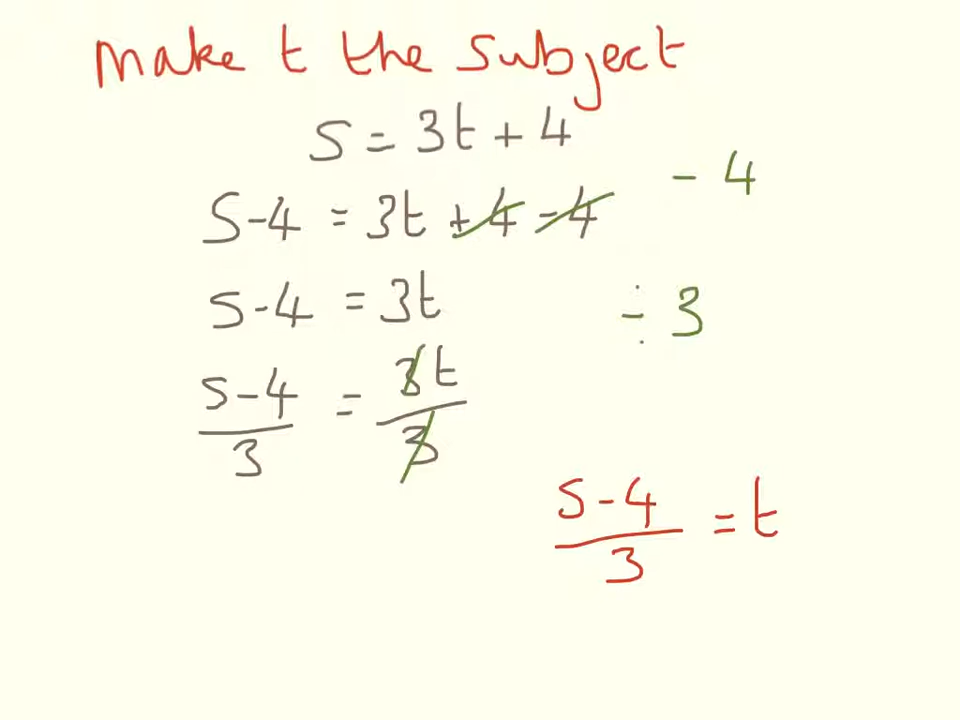 make t the subject
s = 3t + 4
- 4
s-4 = 3t +4 -4
s-4 = 3t
÷ 3
s-4/3 = 3t/3
s-4/3 = t